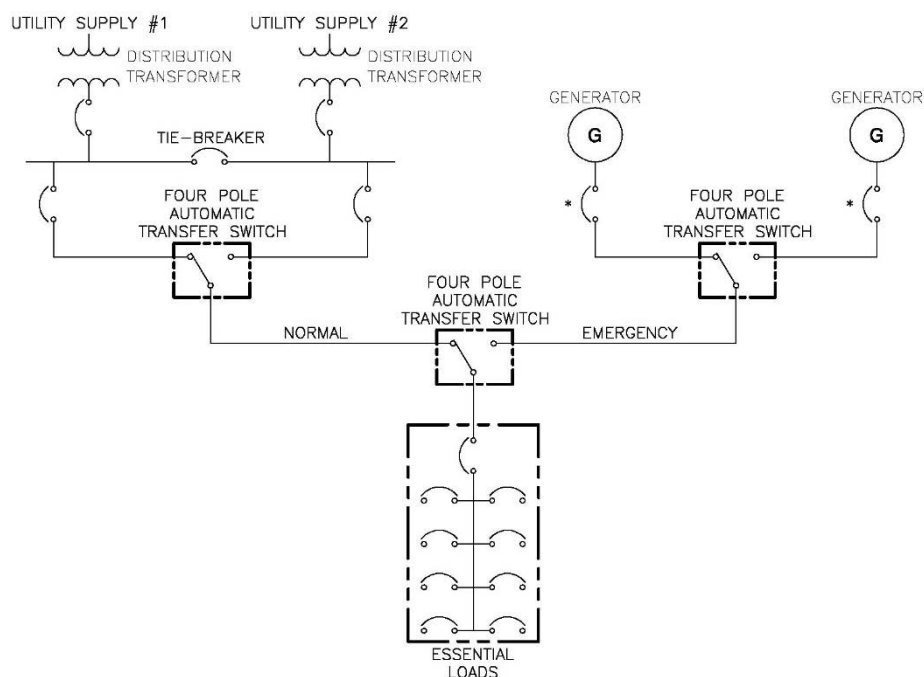 UTILITY SUPPLY #1
UTILITY SUPPLY #2
DISTRIBUTION
TRANSFORMER
DISTRIBUTION
TRANSFORMER
GENERATOR
GENERATOR
G
G
TIE-BREAKER
*
*
FOUR POLE
AUTOMATIC
TRANSFER SWITCH
FOUR POLE
AUTOMATIC
TRANSFER SWITCH
FOUR POLE
AUTOMATIC
TRANSFER SWITCH
NORMAL
EMERGENCY
ESSENTIAL
LOADS